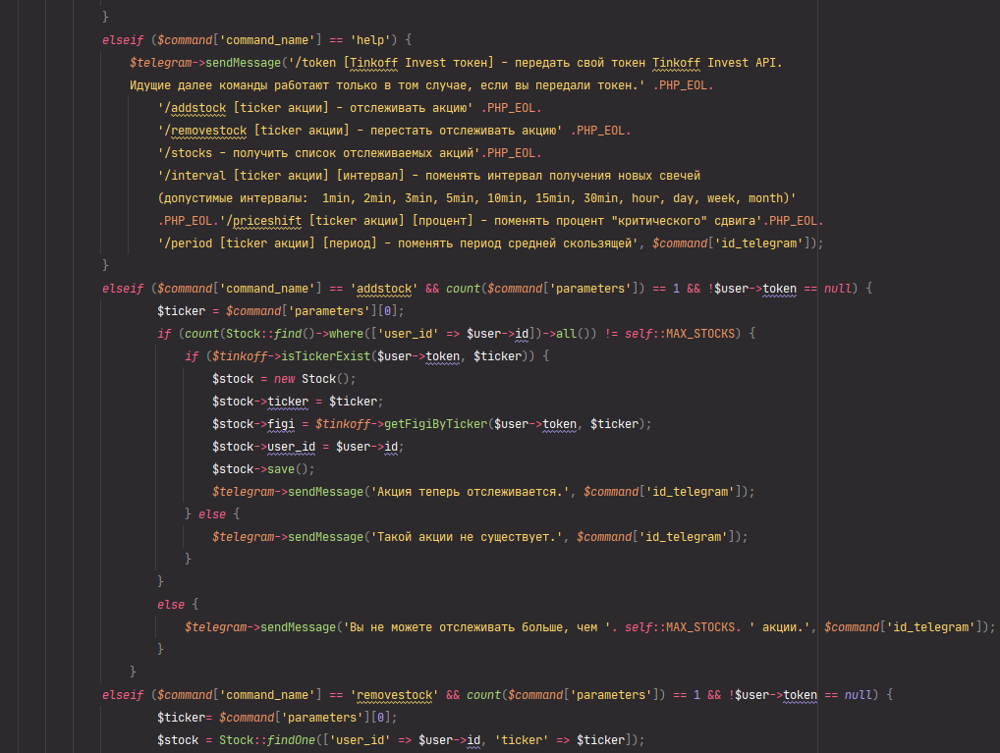 }
elseif ($command['command_name'] == 'help') {
$telegram->sendMessage('/token [Tinkoff Invest токен] - передать свой токен Tinkoff Invest API.
Идущие далее команды работают только в том случае, если вы передали токен.' .PHP_EOL.
'/addstock [ticker акции] - отслеживать акцию' .PHP_EOL.
'/removestock [ticker акции] - перестать отслеживать акцию' .PHP_EOL.
'/stocks - получить список отслеживаемых акций'.PHP_EOL.
'/interval [ticker акции] [интервал] - поменять интервал получения новых свечей
(допустимые интервалы:  1min, 2min, 3min, 5min, 10min, 15min, 30min, hour, day, week, month)'
.PHP_EOL.'/priceshift [ticker акции] [процент] - поменять процент "критического" сдвига'.PHP_EOL.
'/period [ticker акции] [период] - поменять период средней скользящей', $command['id_telegram']);
}
elseif ($command['command_name'] == 'addstock' && count($command['parameters']) == 1 && !$user->token == null) {
$ticker = $command['parameters'][0];
if (count(Stock::find()->where(['user_id' => $user->id])->all()) != self::MAX_STOCKS) {
if ($tinkoff->isTickerExist($user->token, $ticker)) {
$stock = new Stock();
$stock->ticker = $ticker;
$stock->figi = $tinkoff->getFigiByTicker($user->token, $ticker);
$stock->user_id = $user->id;
$stock->save();
$telegram->sendMessage('Акция теперь отслеживается.', $command['id_telegram']);
} else {
$telegram->sendMessage('Такой акции не существует.', $command['id_telegram']);
}
}
else {
$telegram->sendMessage('Вы не можете отслеживать больше, чем '. self::MAX_STOCKS. ' акции.', $command['id_telegram']);
}
}
elseif ($command['command_name'] == 'removestock' && count($command['parameters']) == 1 && !$user->token == null) {
$ticker= $command['parameters'][0];
$stock = Stock::findOne(['user_id' => $user->id, 'ticker' => $ticker]);